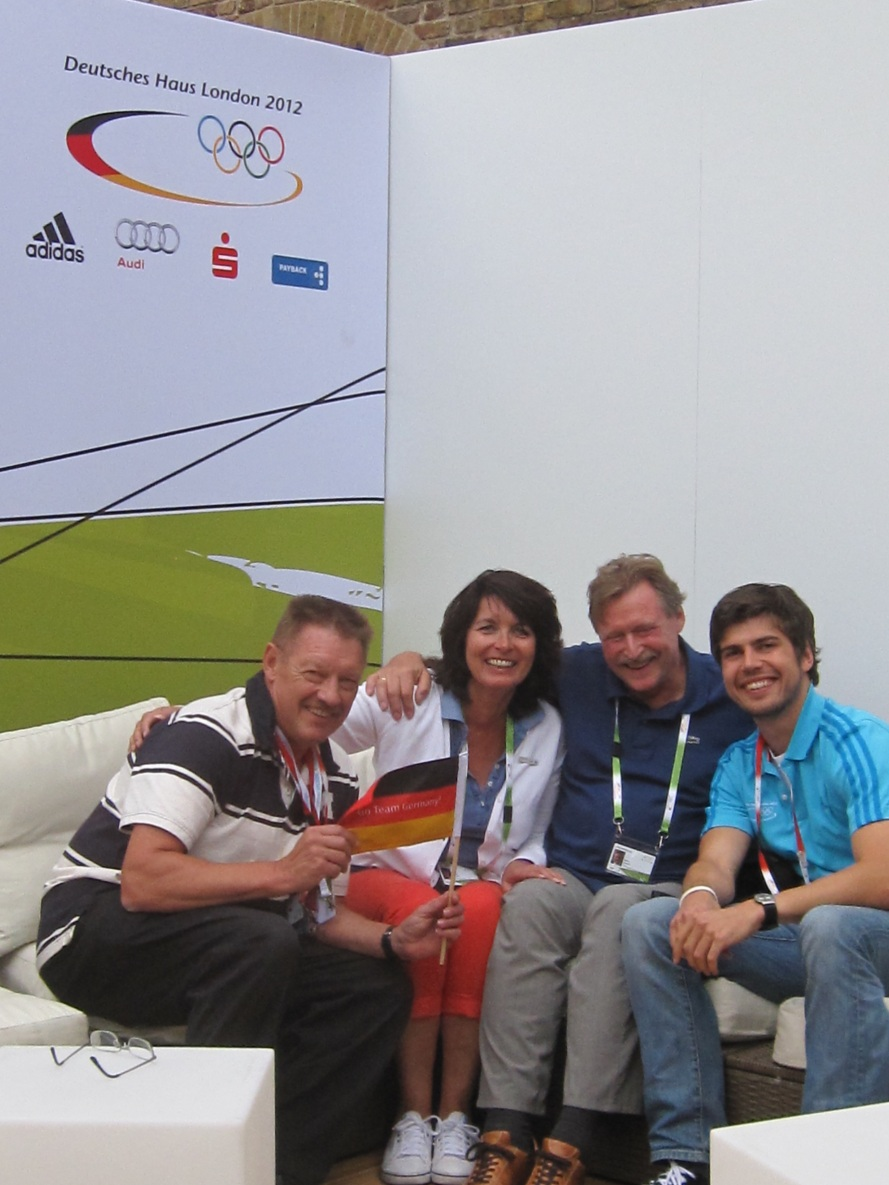 Deutsches Haus London 2012
adidas
Audi
PAYBACK
Team Germany